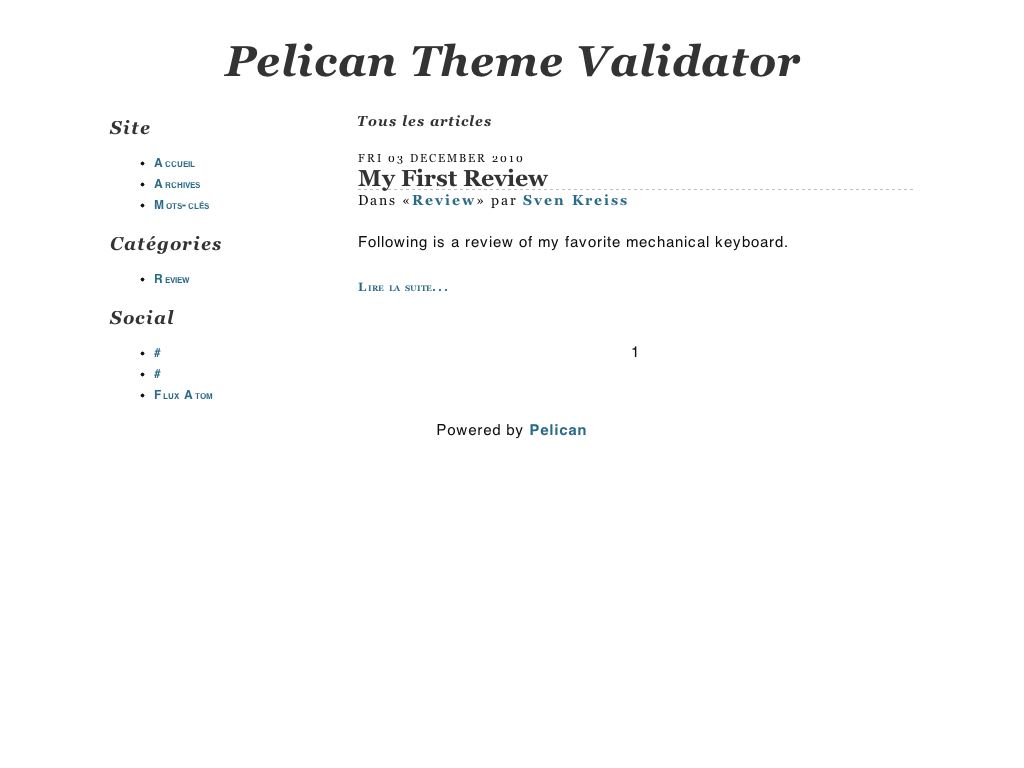 Pelican Theme Validator
Site
• Accueil
• Archives
• Mots-clés
Catégories
• Review
Social
• #
• #
• Flux Atom
Tous les articles
FRI 03 DECEMBER 2010
My First Review
Dans «Review» par Sven Kreiss
Following is a review of my favorite mechanical keyboard.
Lire la suite...
1
Powered by Pelican